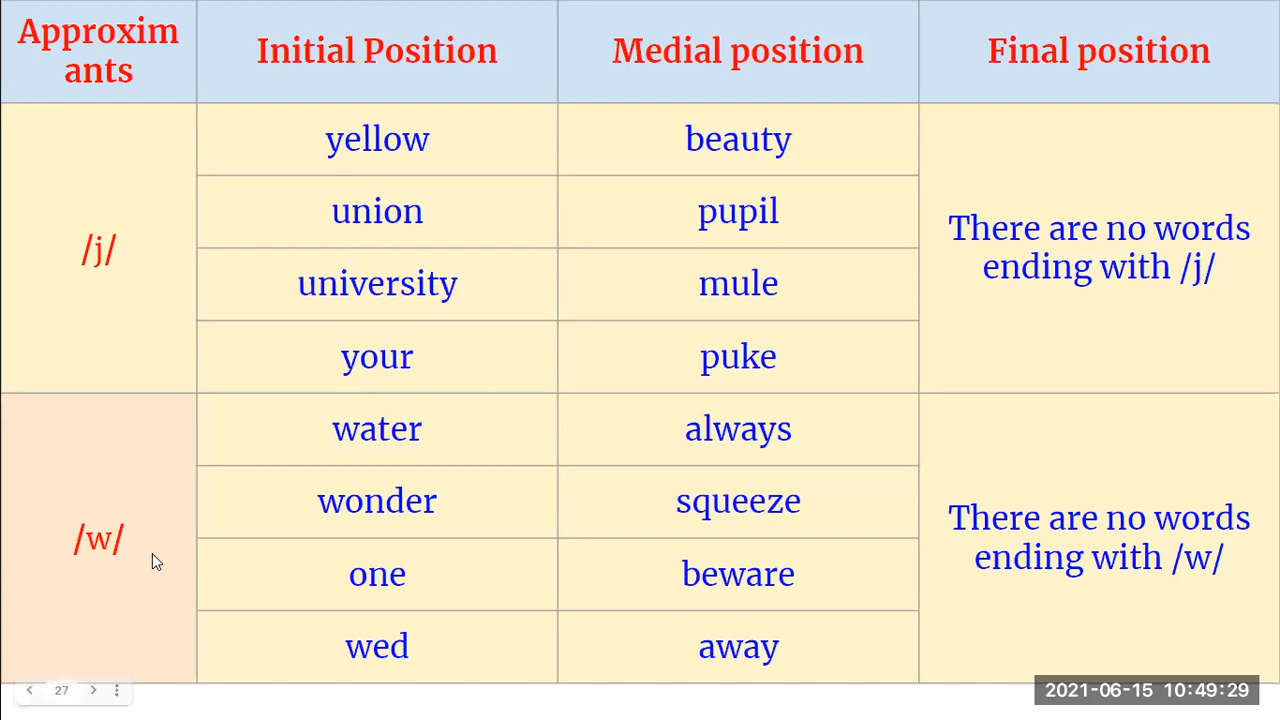 Approxim
ants
Initial Position
Medial position
Final position
/j/
yellow
beauty
There are no words
ending with /j/
union
pupil
university
mule
your
puke
/w/
water
always
There are no words
ending with /w/
wonder
squeeze
one
beware
wed
away
27
2021-06-15 10:49:29